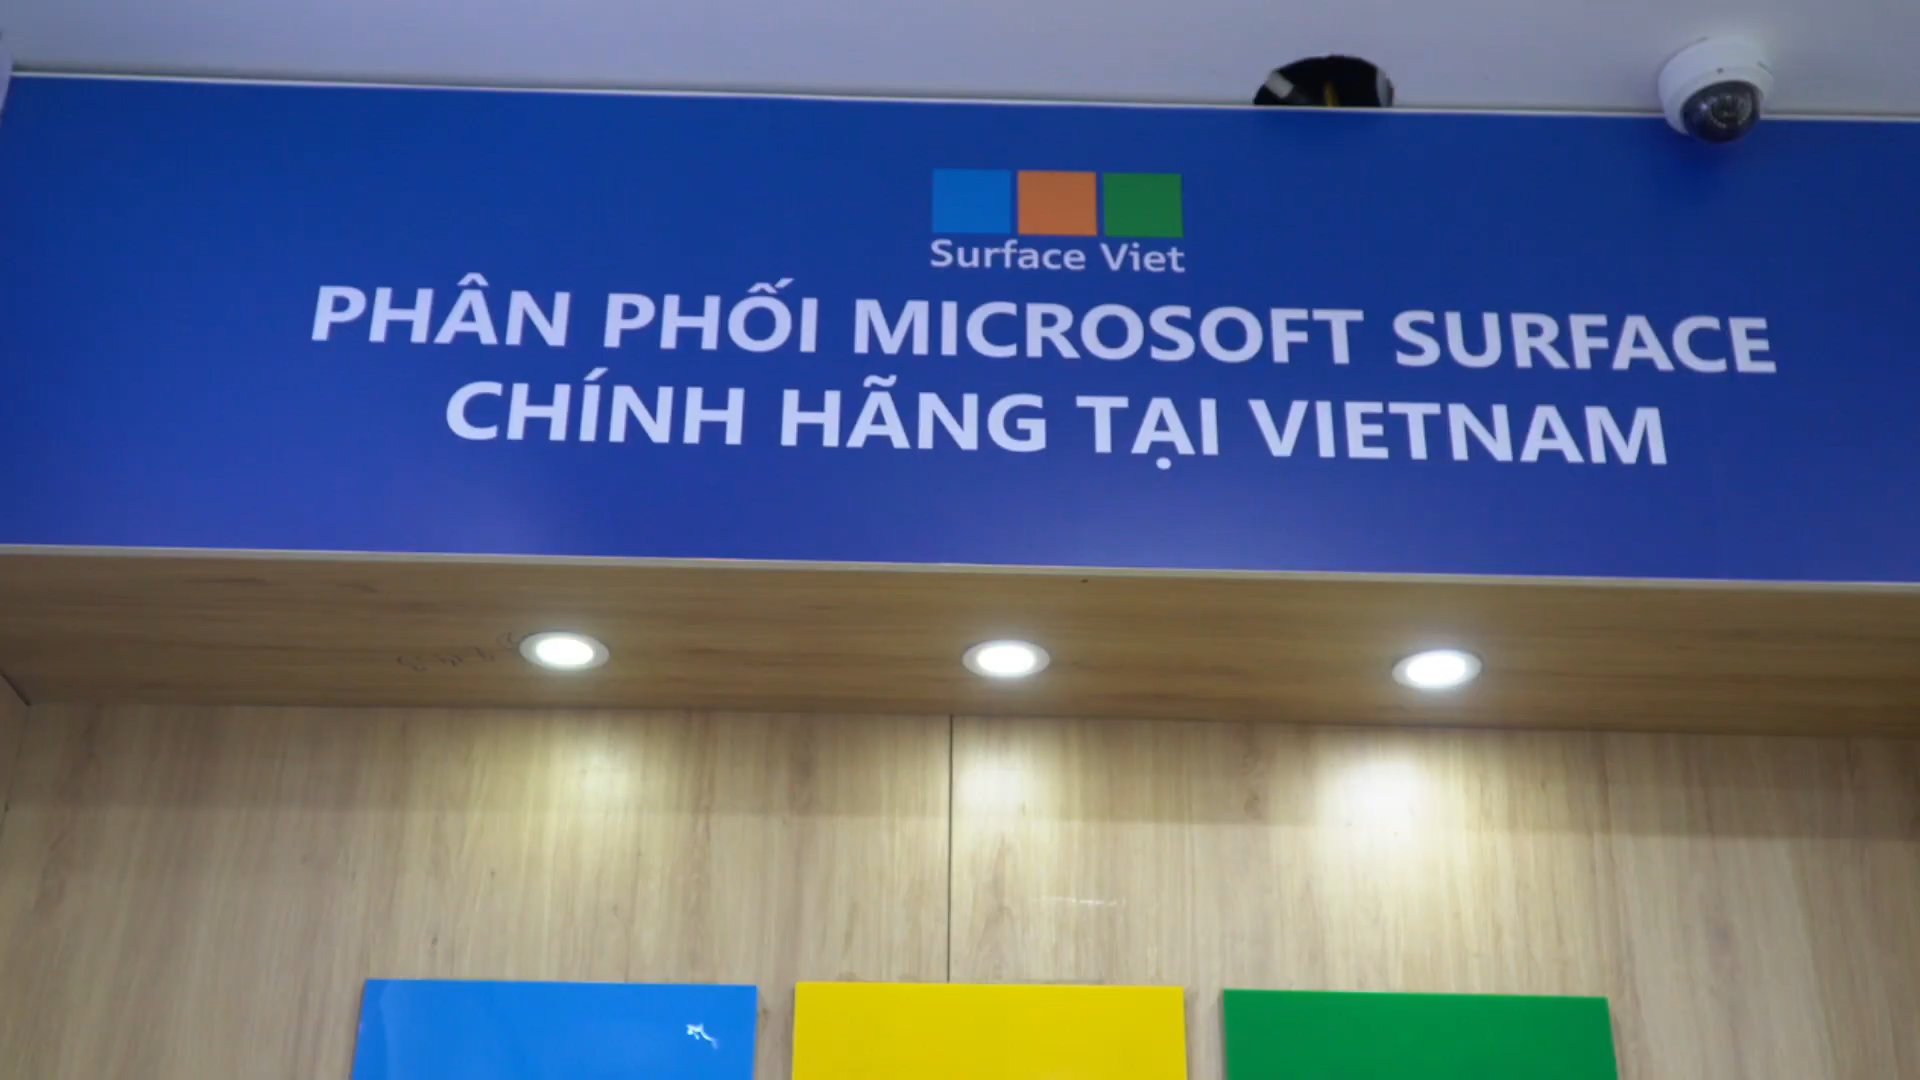 Surface Viet
PHÂN PHỐI MICROSOFT SURFACE
CHÍNH HÃNG TẠI VIETNAM